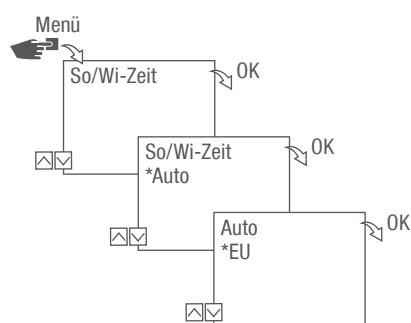 Menü
So/Wi-Zeit
OK
So/Wi-Zeit
*Auto
OK
Auto
*EU
OK